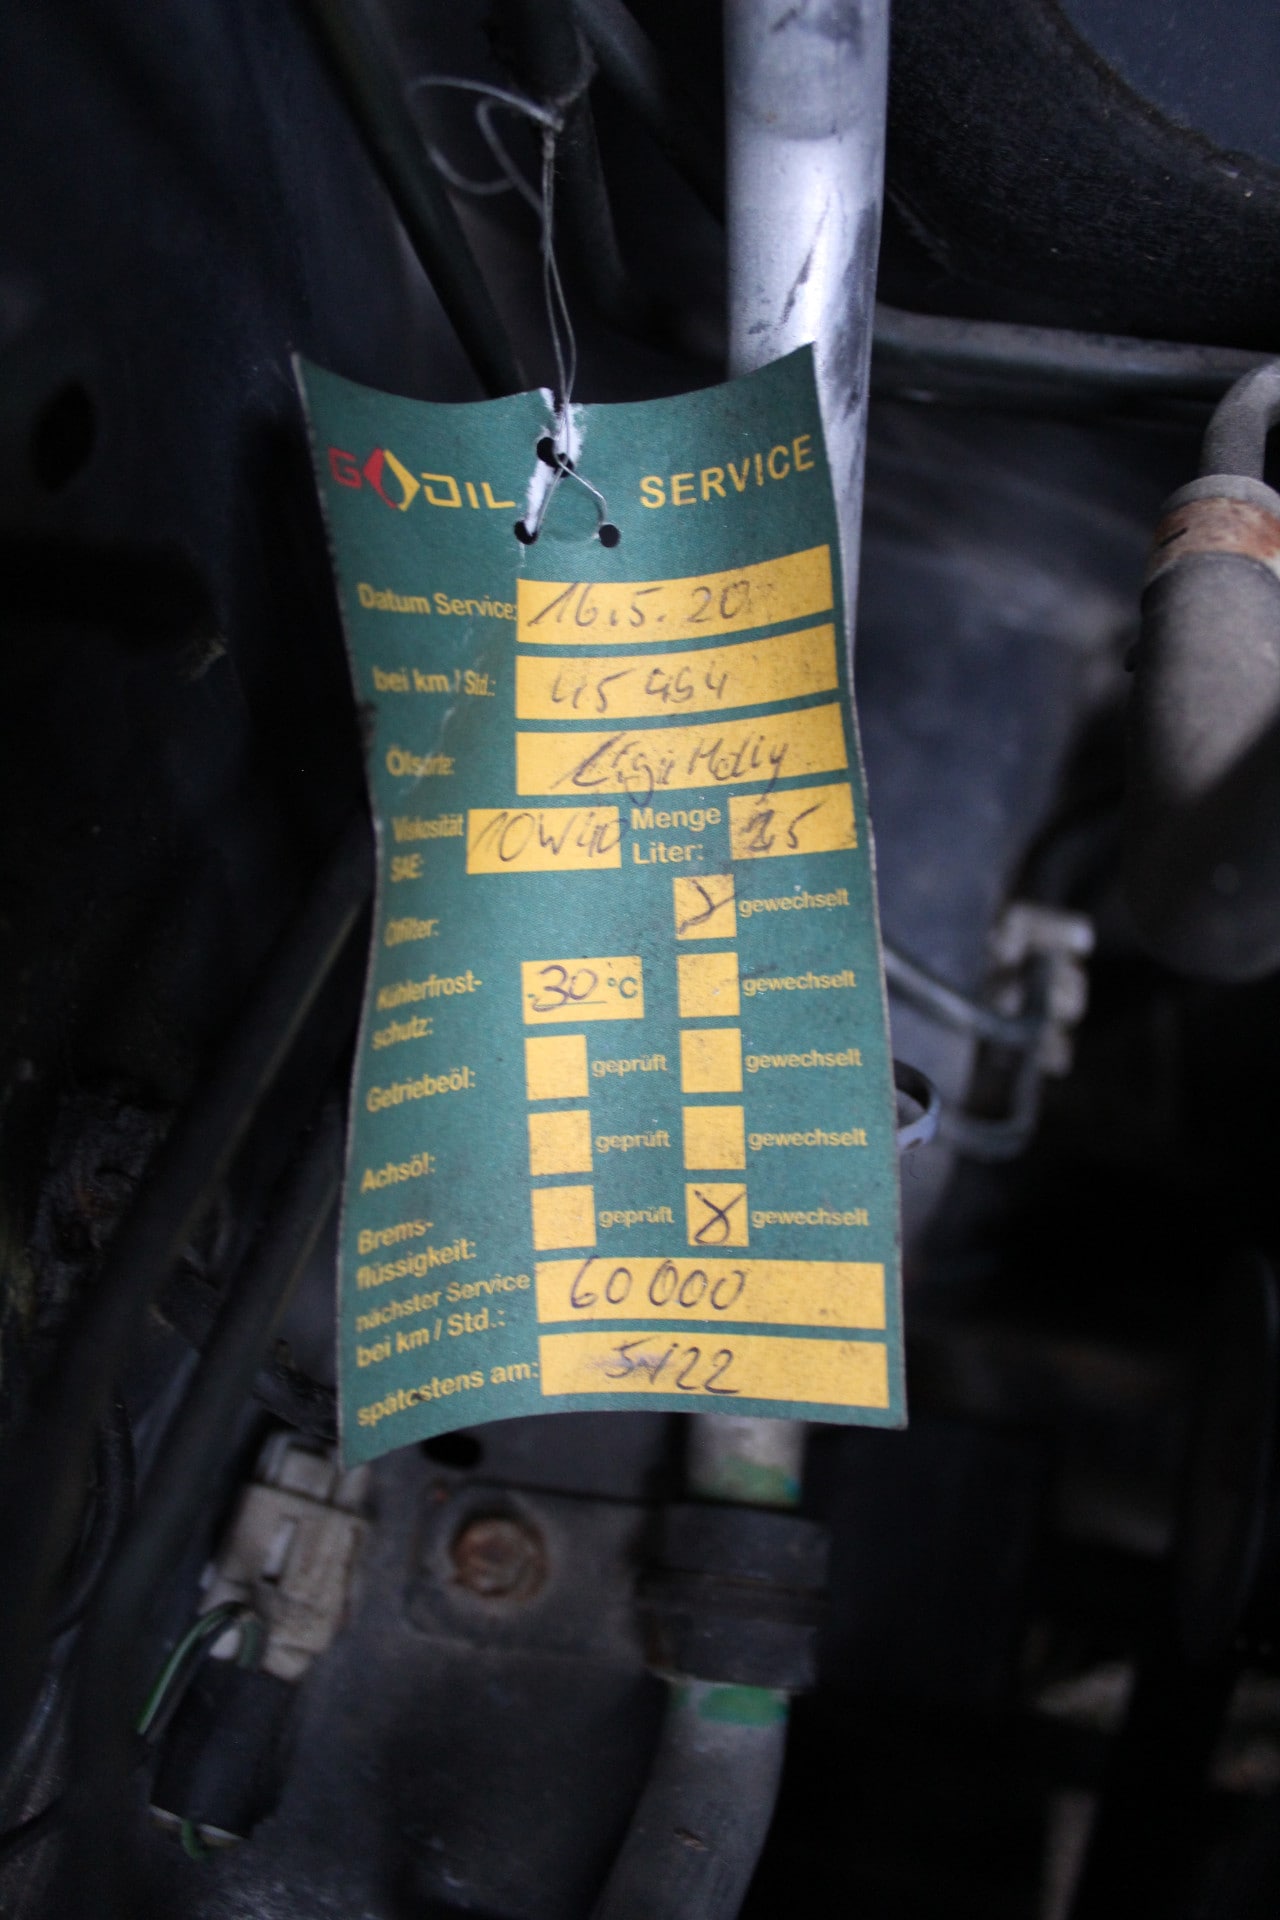 GOOIL SERVICE
Datum Service: 16.5.20
bei km / Std.: 45
Ölsorte:
Viskosität SAE: 10W40 Menge Liter:
Ölfilter: gewechselt
Kühlerfrost-
schutz: -30 °C gewechselt
Getriebeöl: geprüft gewechselt
Achsöl: geprüft gewechselt
Brems-
flüssigkeit: geprüft X gewechselt
nächster Service
bei km / Std.: 60 000
spätestens am: 5/22